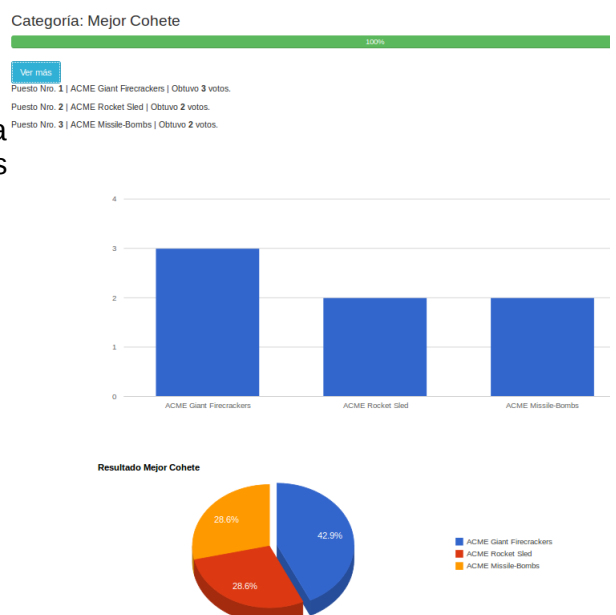 Categoría: Mejor Cohete
100%
Ver más
Puesto Nro. 1 | ACME Giant Firecrackers | Obtuvo 3 votos.
Puesto Nro. 2 | ACME Rocket Sled | Obtuvo 2 votos.
Puesto Nro. 3 | ACME Missile-Bombs | Obtuvo 2 votos.
a
s
4
3
2
1
0
ACME Giant Firecrackers
ACME Rocket Sled
ACME Missile-Bombs
Resultado Mejor Cohete
28.6%
42.9%
28.6%
ACME Giant Firecrackers
ACME Rocket Sled
ACME Missile-Bombs